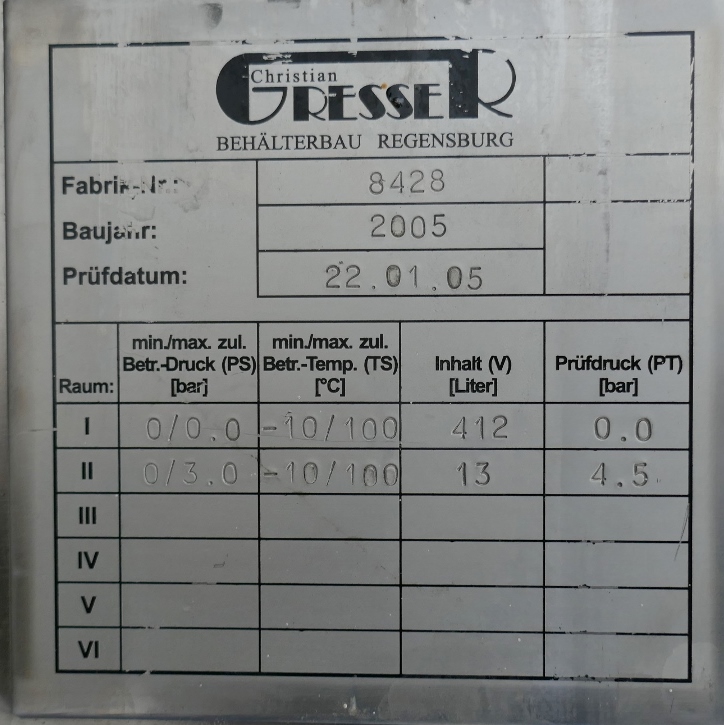 Christian
GRESSER
BEHÄLTERBAU REGENSBURG
Fabrik-Nr.: 8428
Baujahr: 2005
Prüfdatum: 22.01.05
Raum: min./max. zul. Betr.-Druck (PS) [bar] min./max. zul. Betr.-Temp. (TS) [°C] Inhalt (V) [Liter] Prüfdruck (PT) [bar]
I 0/0.0 -10/100 412 0.0
II 0/3.0 -10/100 13 4.5
III
IV
V
VI